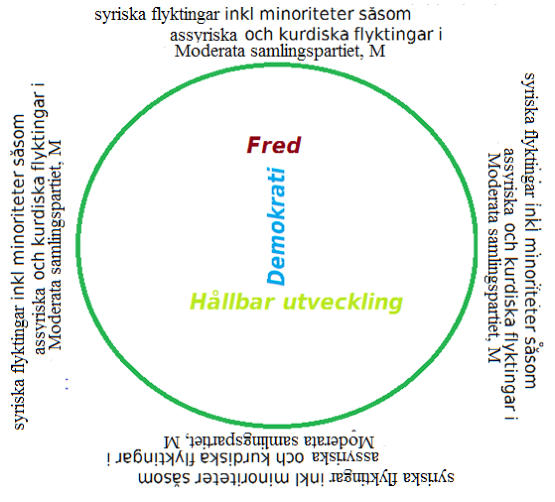 syriska flyktingar inkl minoriteter såsom
assyriska och kurdiska flyktingar i
Moderata samlingspartiet, M
syriska flyktingar inkl minoriteter såsom
assyriska och kurdiska flyktingar i
Moderata samlingspartiet, M
Fred
Demokrati
Hållbar utveckling
syriska flyktingar inkl minoriteter såsom
assyriska och kurdiska flyktingar i
Moderata samlingspartiet, M
syriska flyktingar inkl minoriteter såsom
assyriska och kurdiska flyktingar i
Moderata samlingspartiet, M